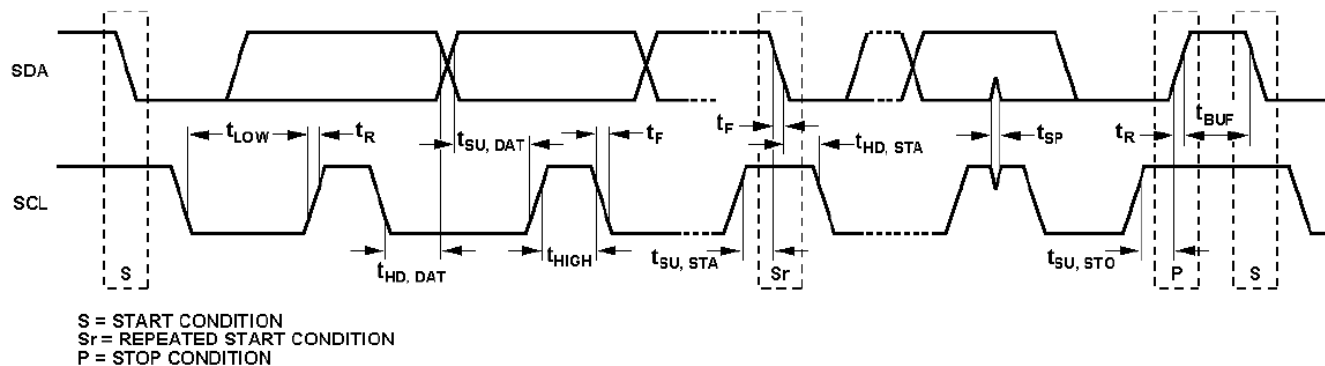 SDA
tLOW
tR
tSU, DAT
tF
tF
tHD, STA
tSP
tR
tBUF
SCL
S
tHD, DAT
tHIGH
tSU, STA
Sr
tSU, STO
P
S
S = START CONDITION
Sr = REPEATED START CONDITION
P = STOP CONDITION